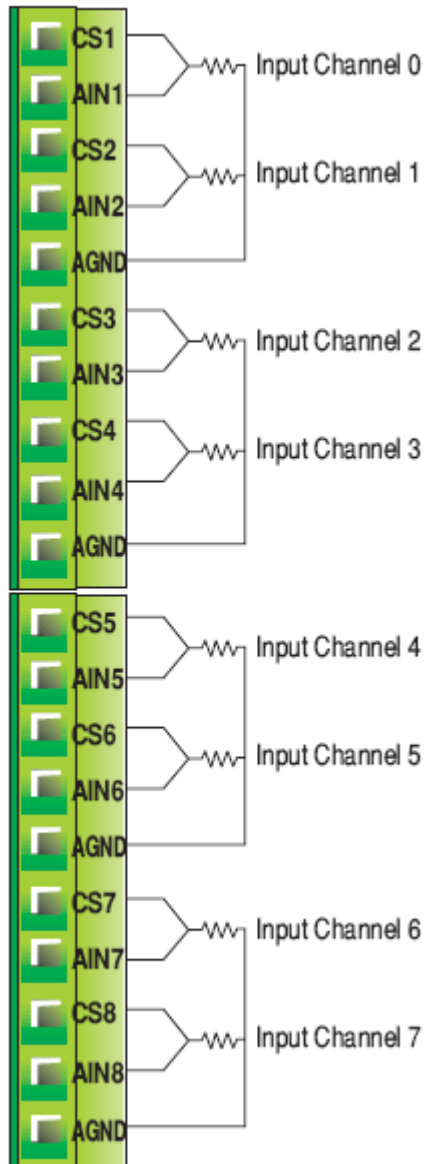 CS1
Input Channel 0
AIN1
CS2
Input Channel 1
AIN2
AGND
CS3
Input Channel 2
AIN3
CS4
Input Channel 3
AIN4
AGND
CS5
Input Channel 4
AIN5
CS6
Input Channel 5
AIN6
AGND
CS7
Input Channel 6
AIN7
CS8
Input Channel 7
AIN8
AGND